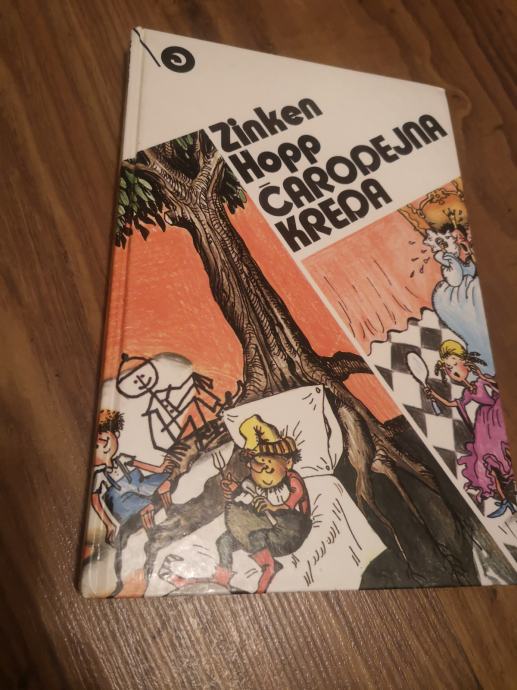 Zinken
Hopp
ČARODEJNA
KREDA